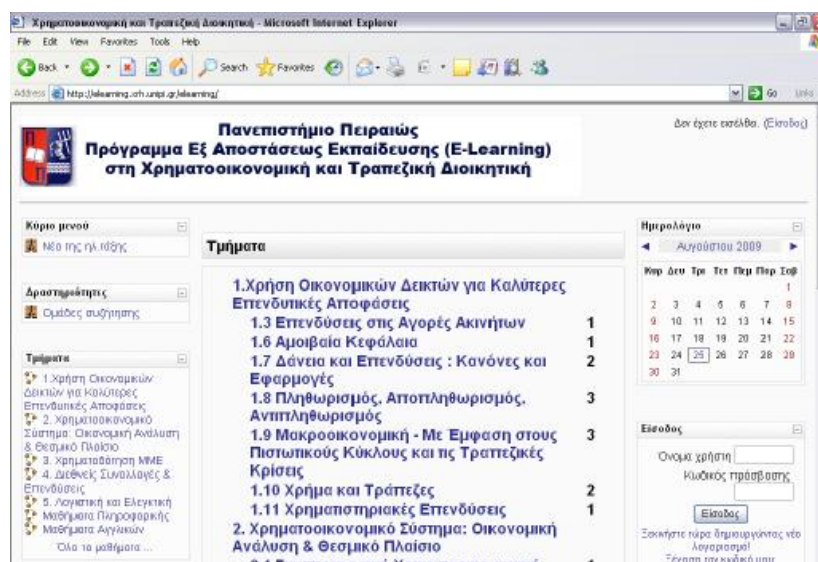 Χρηματοοικονομική και Τραπεζική Διοικητική - Microsoft Internet Explorer
File Edit View Favorites Tools Help
Back Search Favorites
Address http://elearning.xrh.unipi.gr/elearning/ Go Links
Πανεπιστήμιο Πειραιώς
Πρόγραμμα Εξ Αποστάσεως Εκπαίδευσης (E-Learning)
στη Χρηματοοικονομική και Τραπεζική Διοικητική
Δεν έχετε εισέλθει. (Είσοδος)
Κύριο μενού
Νέα της ηλ.τάξης
Δραστηριότητες
Ομάδες συζήτησης
Τμήματα
1.Χρήση Οικονομικών
Δεικτών για Καλύτερες
Επενδυτικές Αποφάσεις
2. Χρηματοοικονομικό
Σύστημα: Οικονομική Ανάλυση
& Θεσμικό Πλαίσιο
3. Χρηματοδότηση ΜΜΕ
4. Διεθνείς Συναλλαγές &
Επενδύσεις
5. Λογιστική και Ελεγκτική
Μαθήματα Πληροφορικής
Μαθήματα Αγγλικών
Όλα τα μαθήματα ...
Τμήματα
1.Χρήση Οικονομικών Δεικτών για Καλύτερες
Επενδυτικές Αποφάσεις
1.3 Επενδύσεις στις Αγορές Ακινήτων 1
1.6 Αμοιβαία Κεφάλαια 1
1.7 Δάνεια και Επενδύσεις : Κανόνες και 2
Εφαρμογές
1.8 Πληθωρισμός, Αποπληθωρισμός, 3
Αντιπληθωρισμός
1.9 Μακροοικονομική - Με Έμφαση στους 3
Πιστωτικούς Κύκλους και τις Τραπεζικές
Κρίσεις
1.10 Χρήμα και Τράπεζες 2
1.11 Χρηματιστηριακές Επενδύσεις 1
2. Χρηματοοικονομικό Σύστημα: Οικονομική
Ανάλυση & Θεσμικό Πλαίσιο
Ημερολόγιο
Αυγούστου 2009
Κυρ Δευ Τρι Τετ Πεμ Παρ Σαβ
1
2 3 4 5 6 7 8
9 10 11 12 13 14 15
16 17 18 19 20 21 22
23 24 25 26 27 28 29
30 31
Είσοδος
Όνομα χρήστη
Κωδικός πρόσβασης
Είσοδος
Ξεκινήστε τώρα δημιουργώντας νέο
λογαριασμό!
Ξέχασα τον κωδικό μου